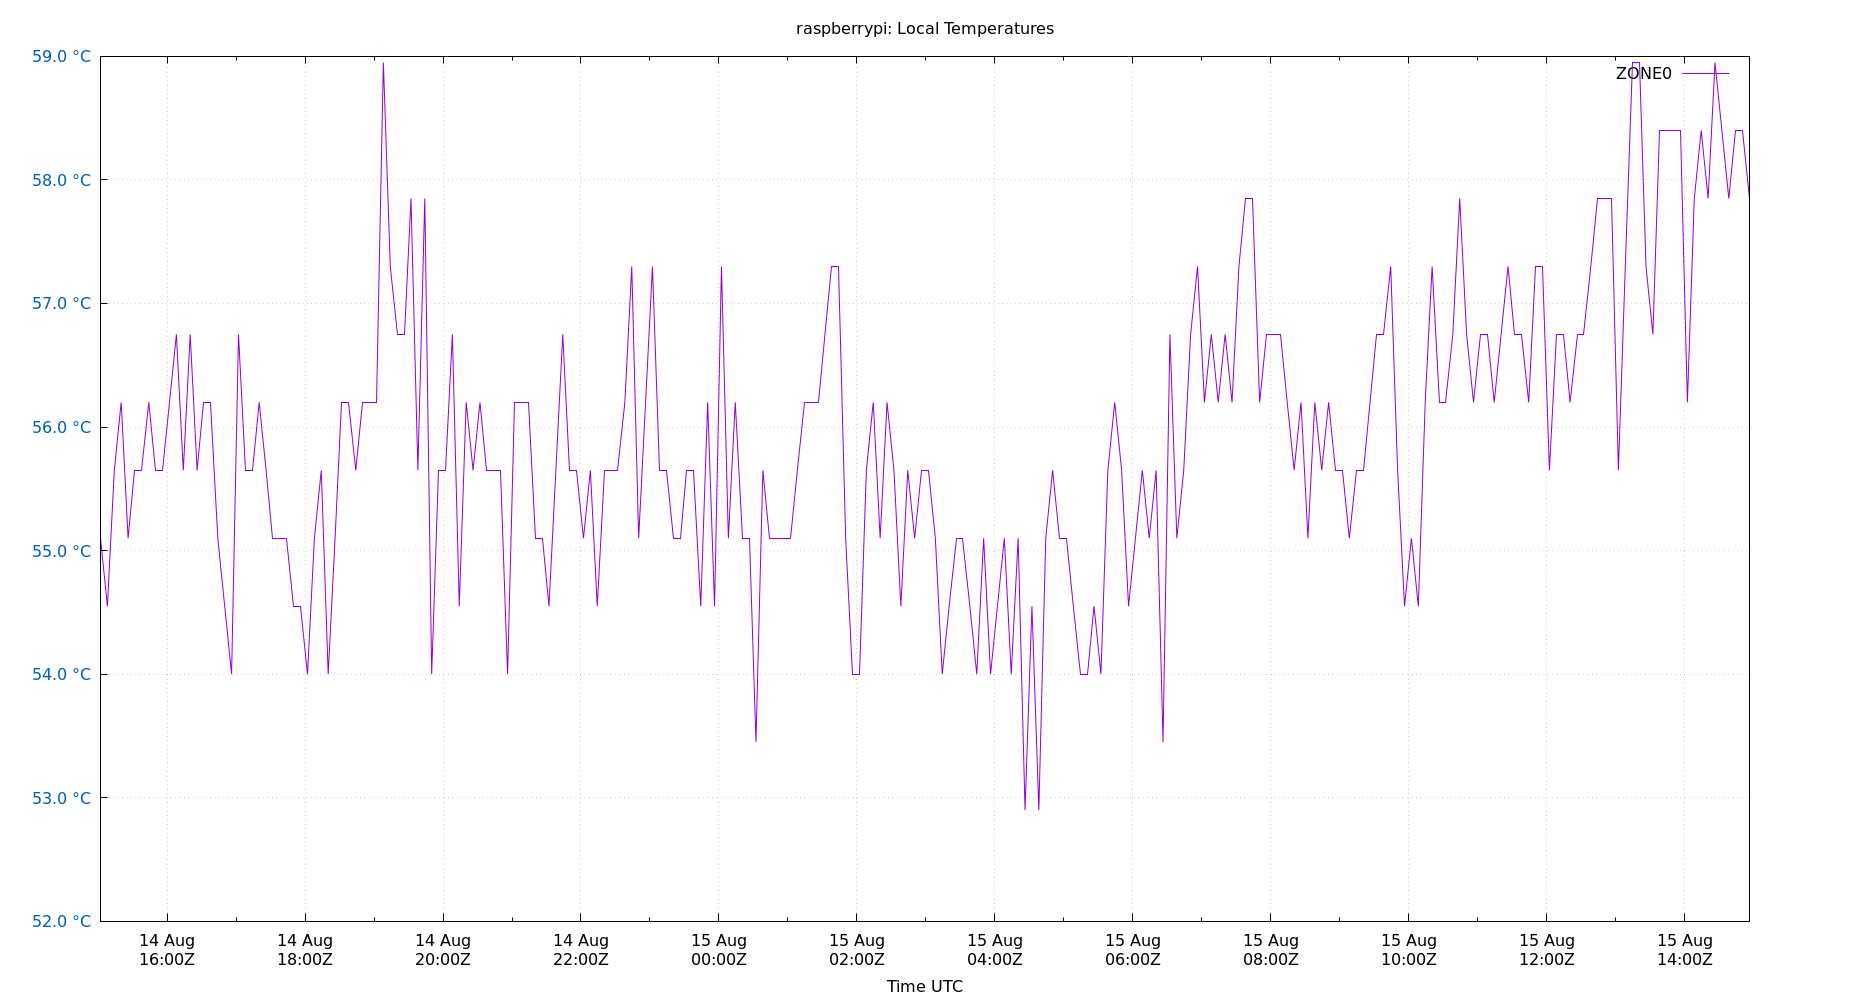 raspberrypi: Local Temperatures
59.0 °C
ZONE0
58.0 °C
57.0 °C
56.0 °C
55.0 °C
54.0 °C
53.0 °C
52.0 °C
14 Aug 14 Aug 14 Aug 14 Aug 15 Aug 15 Aug 15 Aug 15 Aug 15 Aug 15 Aug 15 Aug 15 Aug
16:00Z 18:00Z 20:00Z 22:00Z 00:00Z 02:00Z 04:00Z 06:00Z 08:00Z 10:00Z 12:00Z 14:00Z
Time UTC